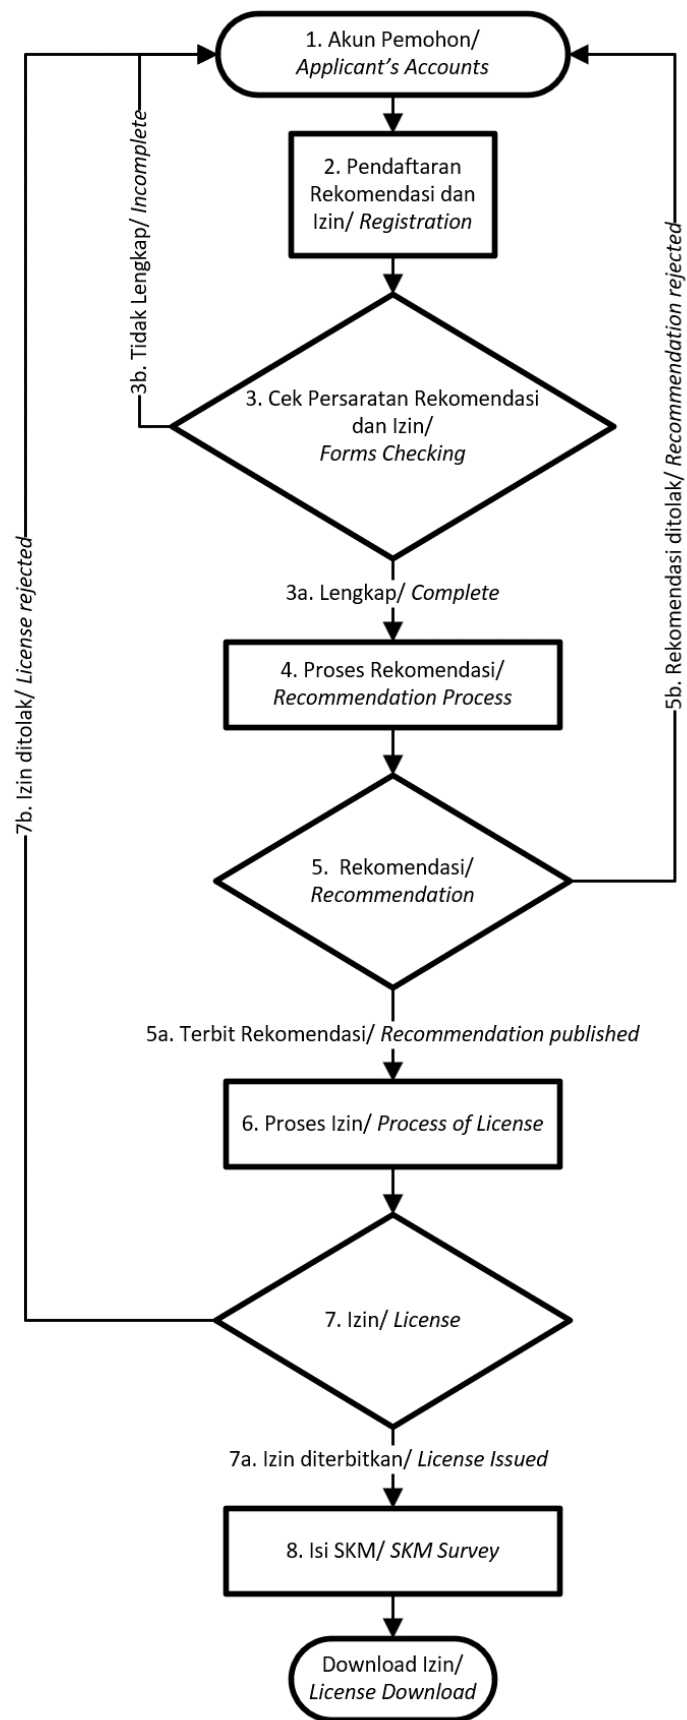 1. Akun Pemohon/
Applicant's Accounts
2. Pendaftaran
Rekomendasi dan
Izin/ Registration
3b. Tidak Lengkap/ Incomplete
3. Cek Persaratan Rekomendasi
dan Izin/
Forms Checking
3a. Lengkap/ Complete
4. Proses Rekomendasi/
Recommendation Process
5. Rekomendasi/
Recommendation
5b. Rekomendasi ditolak/ Recommendation rejected
5a. Terbit Rekomendasi/ Recommendation published
6. Proses Izin/ Process of License
7. Izin/ License
7b. Izin ditolak/ License rejected
7a. Izin diterbitkan/ License Issued
8. Isi SKM/ SKM Survey
Download Izin/
License Download